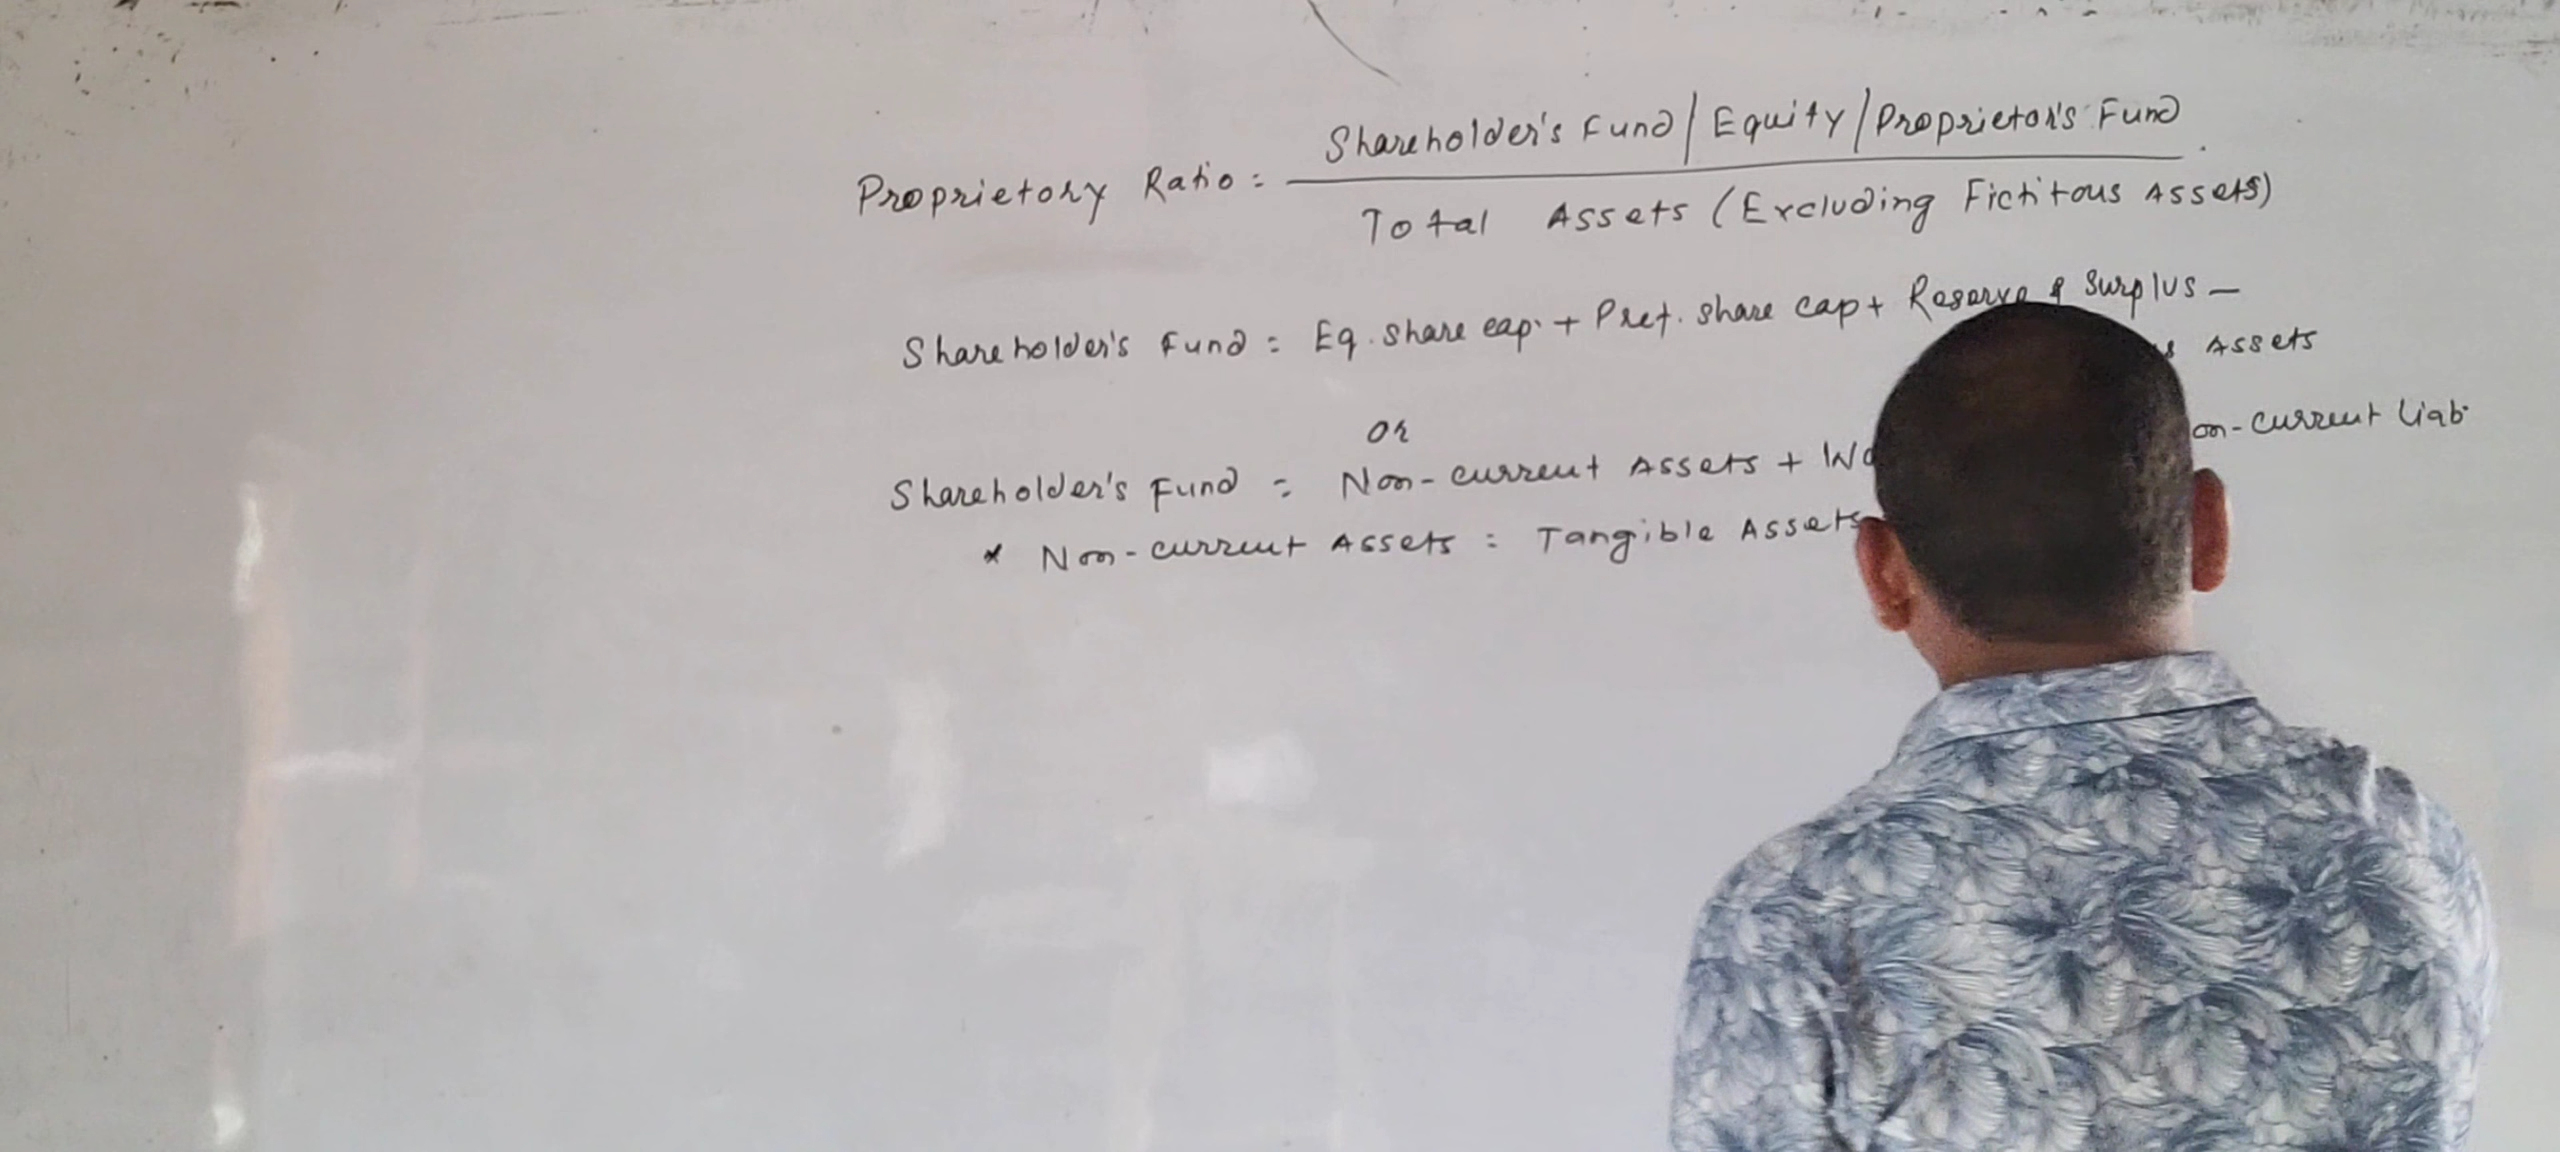 Shareholder's Fund / Equity / Proprietor's Fund
Proprietory Ratio =
Total Assets (Excluding Fictitous Assets)
Shareholder's Fund = Eq. share cap. + Pref. share cap + Reserve & Surplus –
Assets
or
Shareholder's Fund = Non-current Assets + on-current Liab.
* Non-current Assets = Tangible Assets